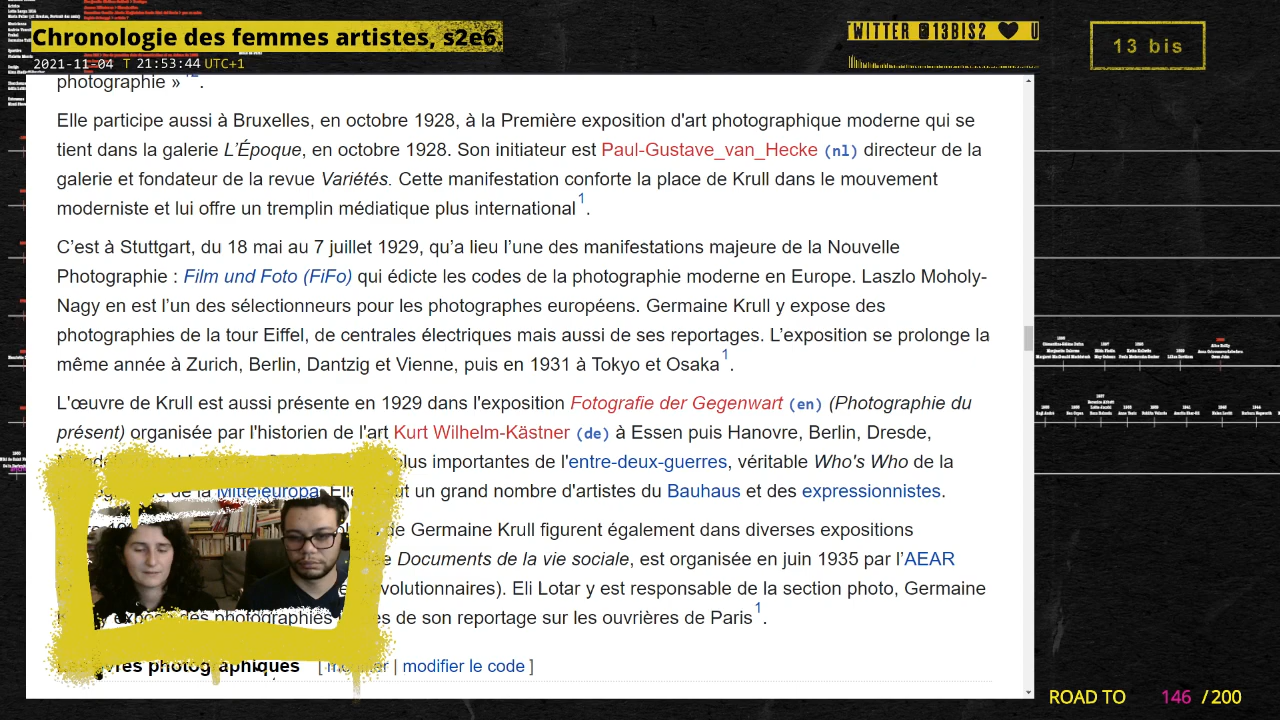 Chronologie des femmes artistes, s2e6
2021-11-04 T 21:53:44 UTC+1
WITTER @13BIS2 ♥ U
13 bis
photographie » .
Elle participe aussi à Bruxelles, en octobre 1928, à la Première exposition d'art photographique moderne qui se
tient dans la galerie L'Époque, en octobre 1928. Son initiateur est Paul-Gustave_van_Hecke (nl) directeur de la
galerie et fondateur de la revue Variétés. Cette manifestation conforte la place de Krull dans le mouvement
moderniste et lui offre un tremplin médiatique plus international1.
C'est à Stuttgart, du 18 mai au 7 juillet 1929, qu'a lieu l'une des manifestations majeure de la Nouvelle
Photographie : Film und Foto (FiFo) qui édicte les codes de la photographie moderne en Europe. Laszlo Moholy-
Nagy en est l'un des sélectionneurs pour les photographes européens. Germaine Krull y expose des
photographies de la tour Eiffel, de centrales électriques mais aussi de ses reportages. L'exposition se prolonge la
même année à Zurich, Berlin, Dantzig et Vienne, puis en 1931 à Tokyo et Osaka1.
L'œuvre de Krull est aussi présente en 1929 dans l'exposition Fotografie der Gegenwart (en) (Photographie du
présent) organisée par l'historien de l'art Kurt Wilhelm-Kästner (de) à Essen puis Hanovre, Berlin, Dresde,
plus importantes de l'entre-deux-guerres, véritable Who's Who de la
de la Mitteleuropa. un grand nombre d'artistes du Bauhaus et des expressionnistes.
de Germaine Krull figurent également dans diverses expositions
Documents de la vie sociale, est organisée en juin 1935 par l'AEAR
volutionnaires). Eli Lotar y est responsable de la section photo, Germaine
des photographies de son reportage sur les ouvrières de Paris1.
photographiques [ modifier | modifier le code ]
ROAD TO 146 / 200